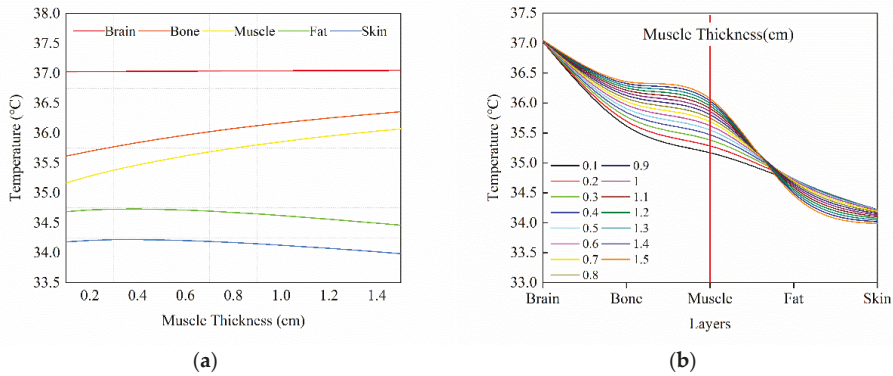 38.0
37.5
37.0
36.5
36.0
35.5
35.0
34.5
34.0
33.5
Temperature (°C)
Brain Bone Muscle Fat Skin
0.2 0.4 0.6 0.8 1.0 1.2 1.4
Muscle Thickness (cm)
(a)
37.5
37.0
36.5
36.0
35.5
35.0
34.5
34.0
33.5
33.0
Temperature (°C)
Muscle Thickness(cm)
0.1 0.9
0.2 1
0.3 1.1
0.4 1.2
0.5 1.3
0.6 1.4
0.7 1.5
0.8
Brain Bone Muscle Fat Skin
Layers
(b)